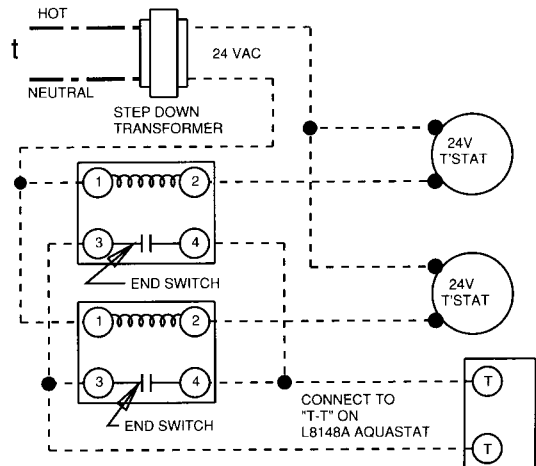 HOT
t
24 VAC
NEUTRAL
STEP DOWN
TRANSFORMER
24V
T'STAT
1
2
3
4
END SWITCH
24V
T'STAT
1
2
3
4
END SWITCH
CONNECT TO
"T-T" ON
L8148A AQUASTAT
T
T